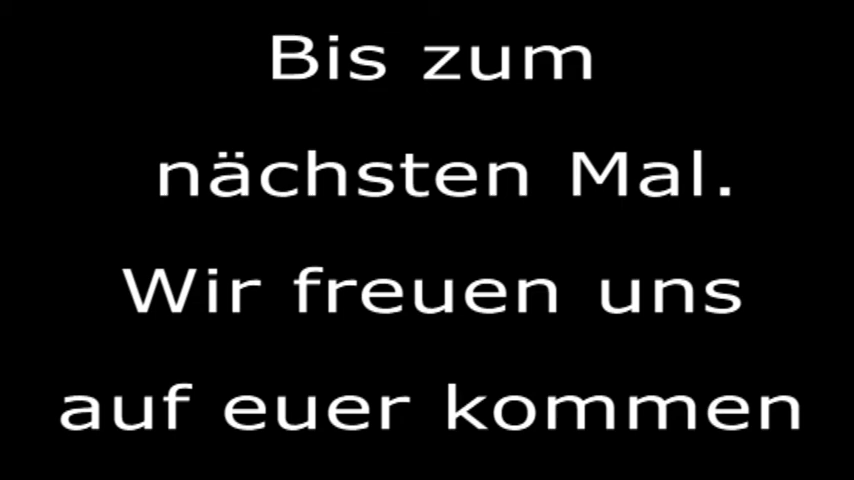 Bis zum
nächsten Mal.
Wir freuen uns
auf euer kommen